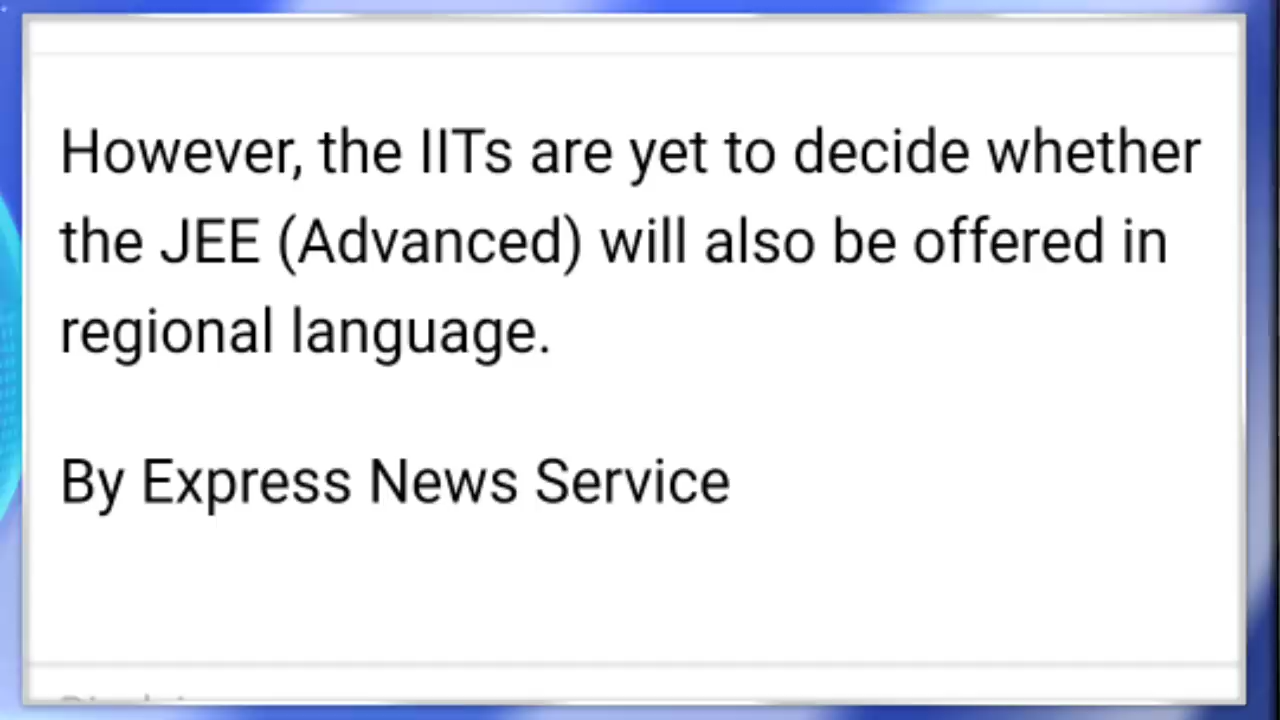 However, the IITs are yet to decide whether
the JEE (Advanced) will also be offered in
regional language.
By Express News Service